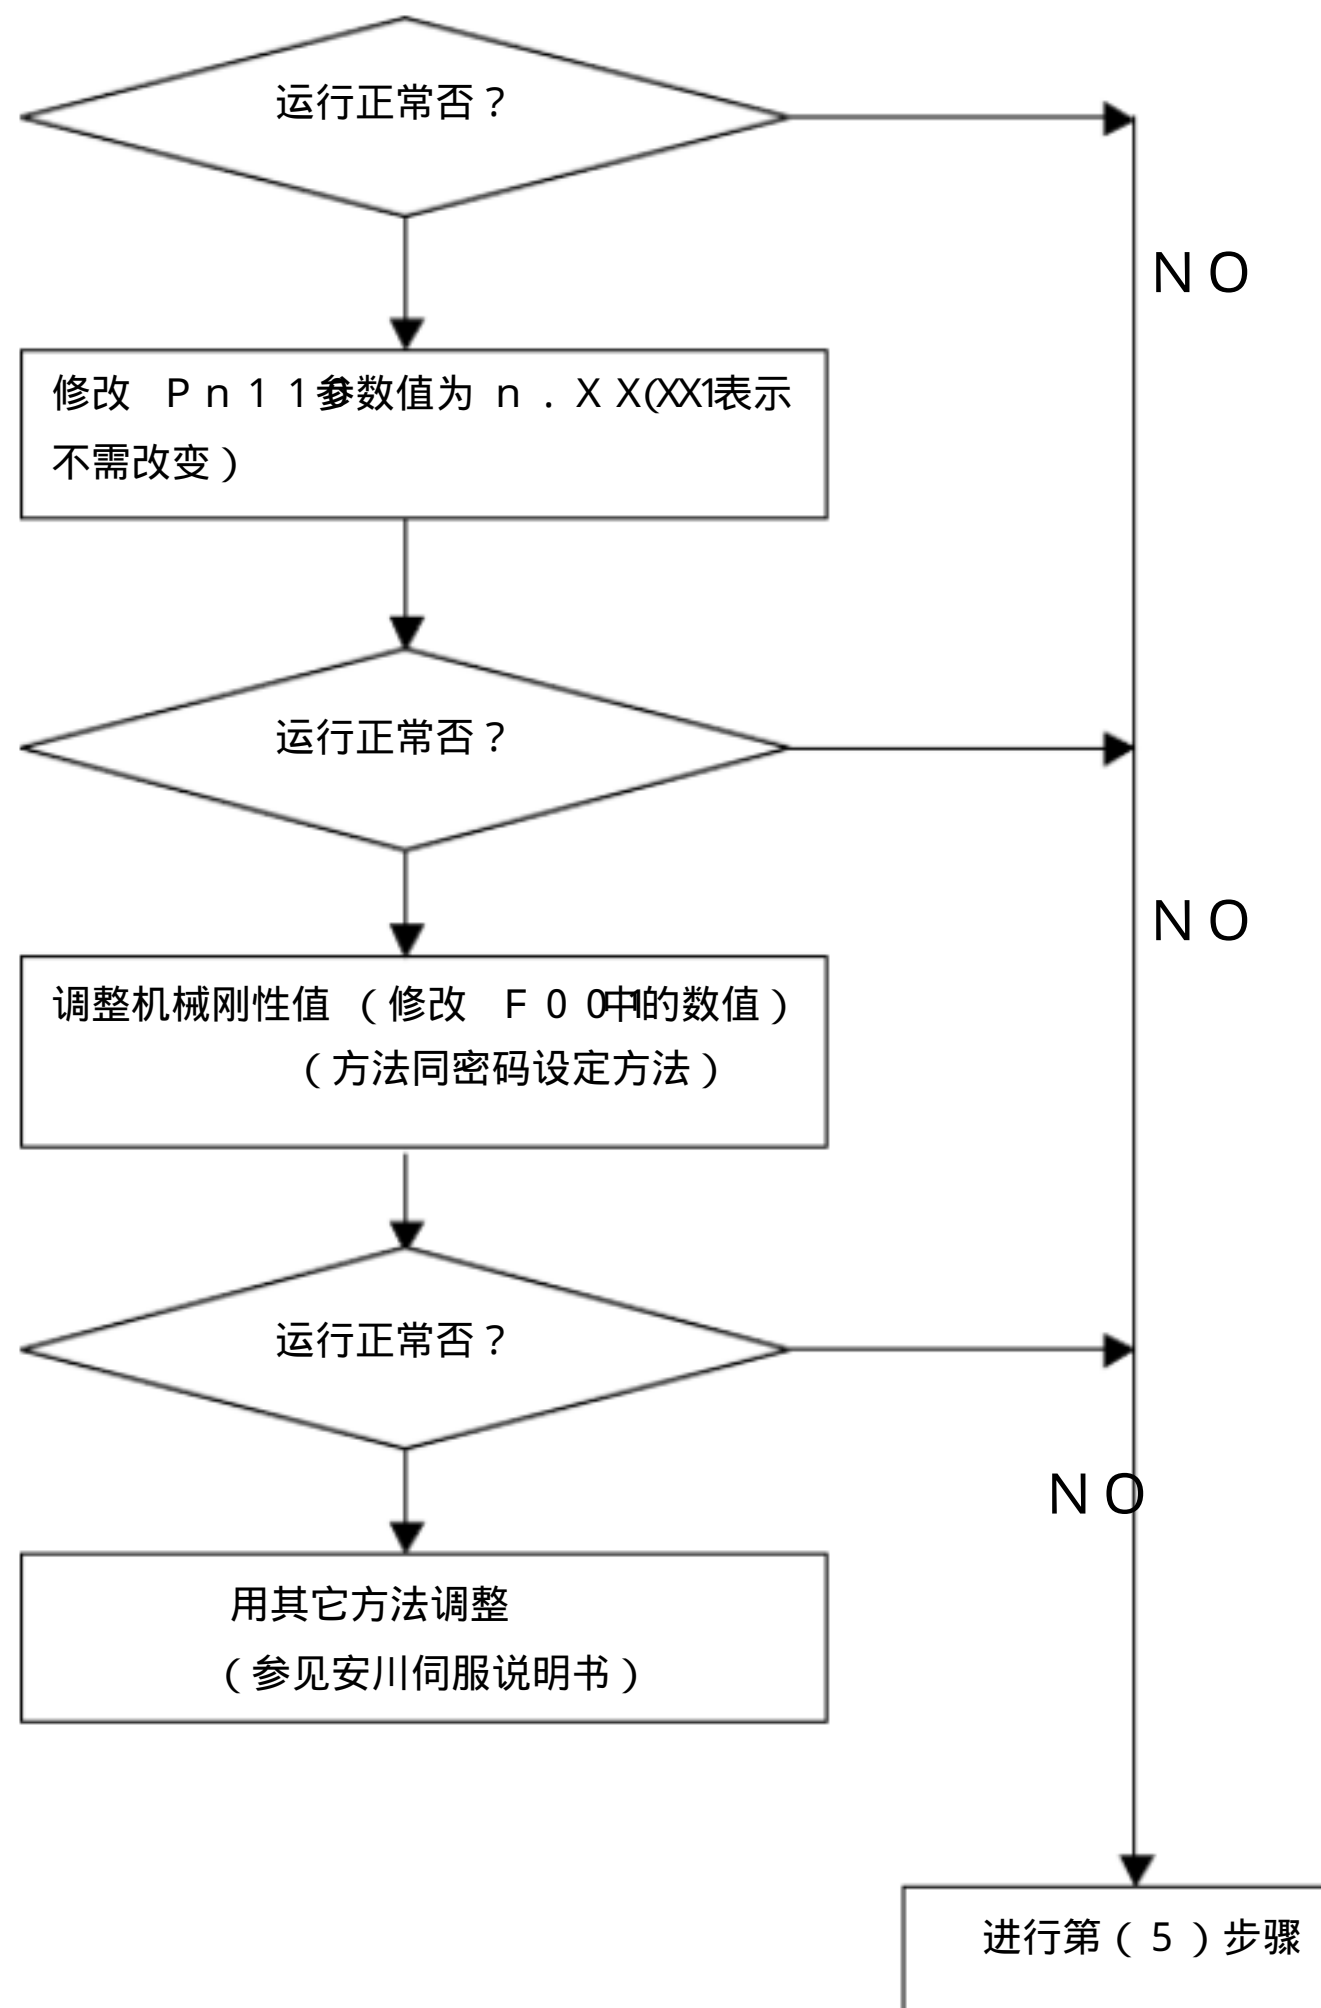 运行正常否？
NO
修改 Pn110参数值为 n.XX(XX1表示
不需改变）
运行正常否？
NO
调整机械刚性值（修改 F001中的数值）
（方法同密码设定方法）
运行正常否？
NO
用其它方法调整
（参见安川伺服说明书）
进行第（5）步骤